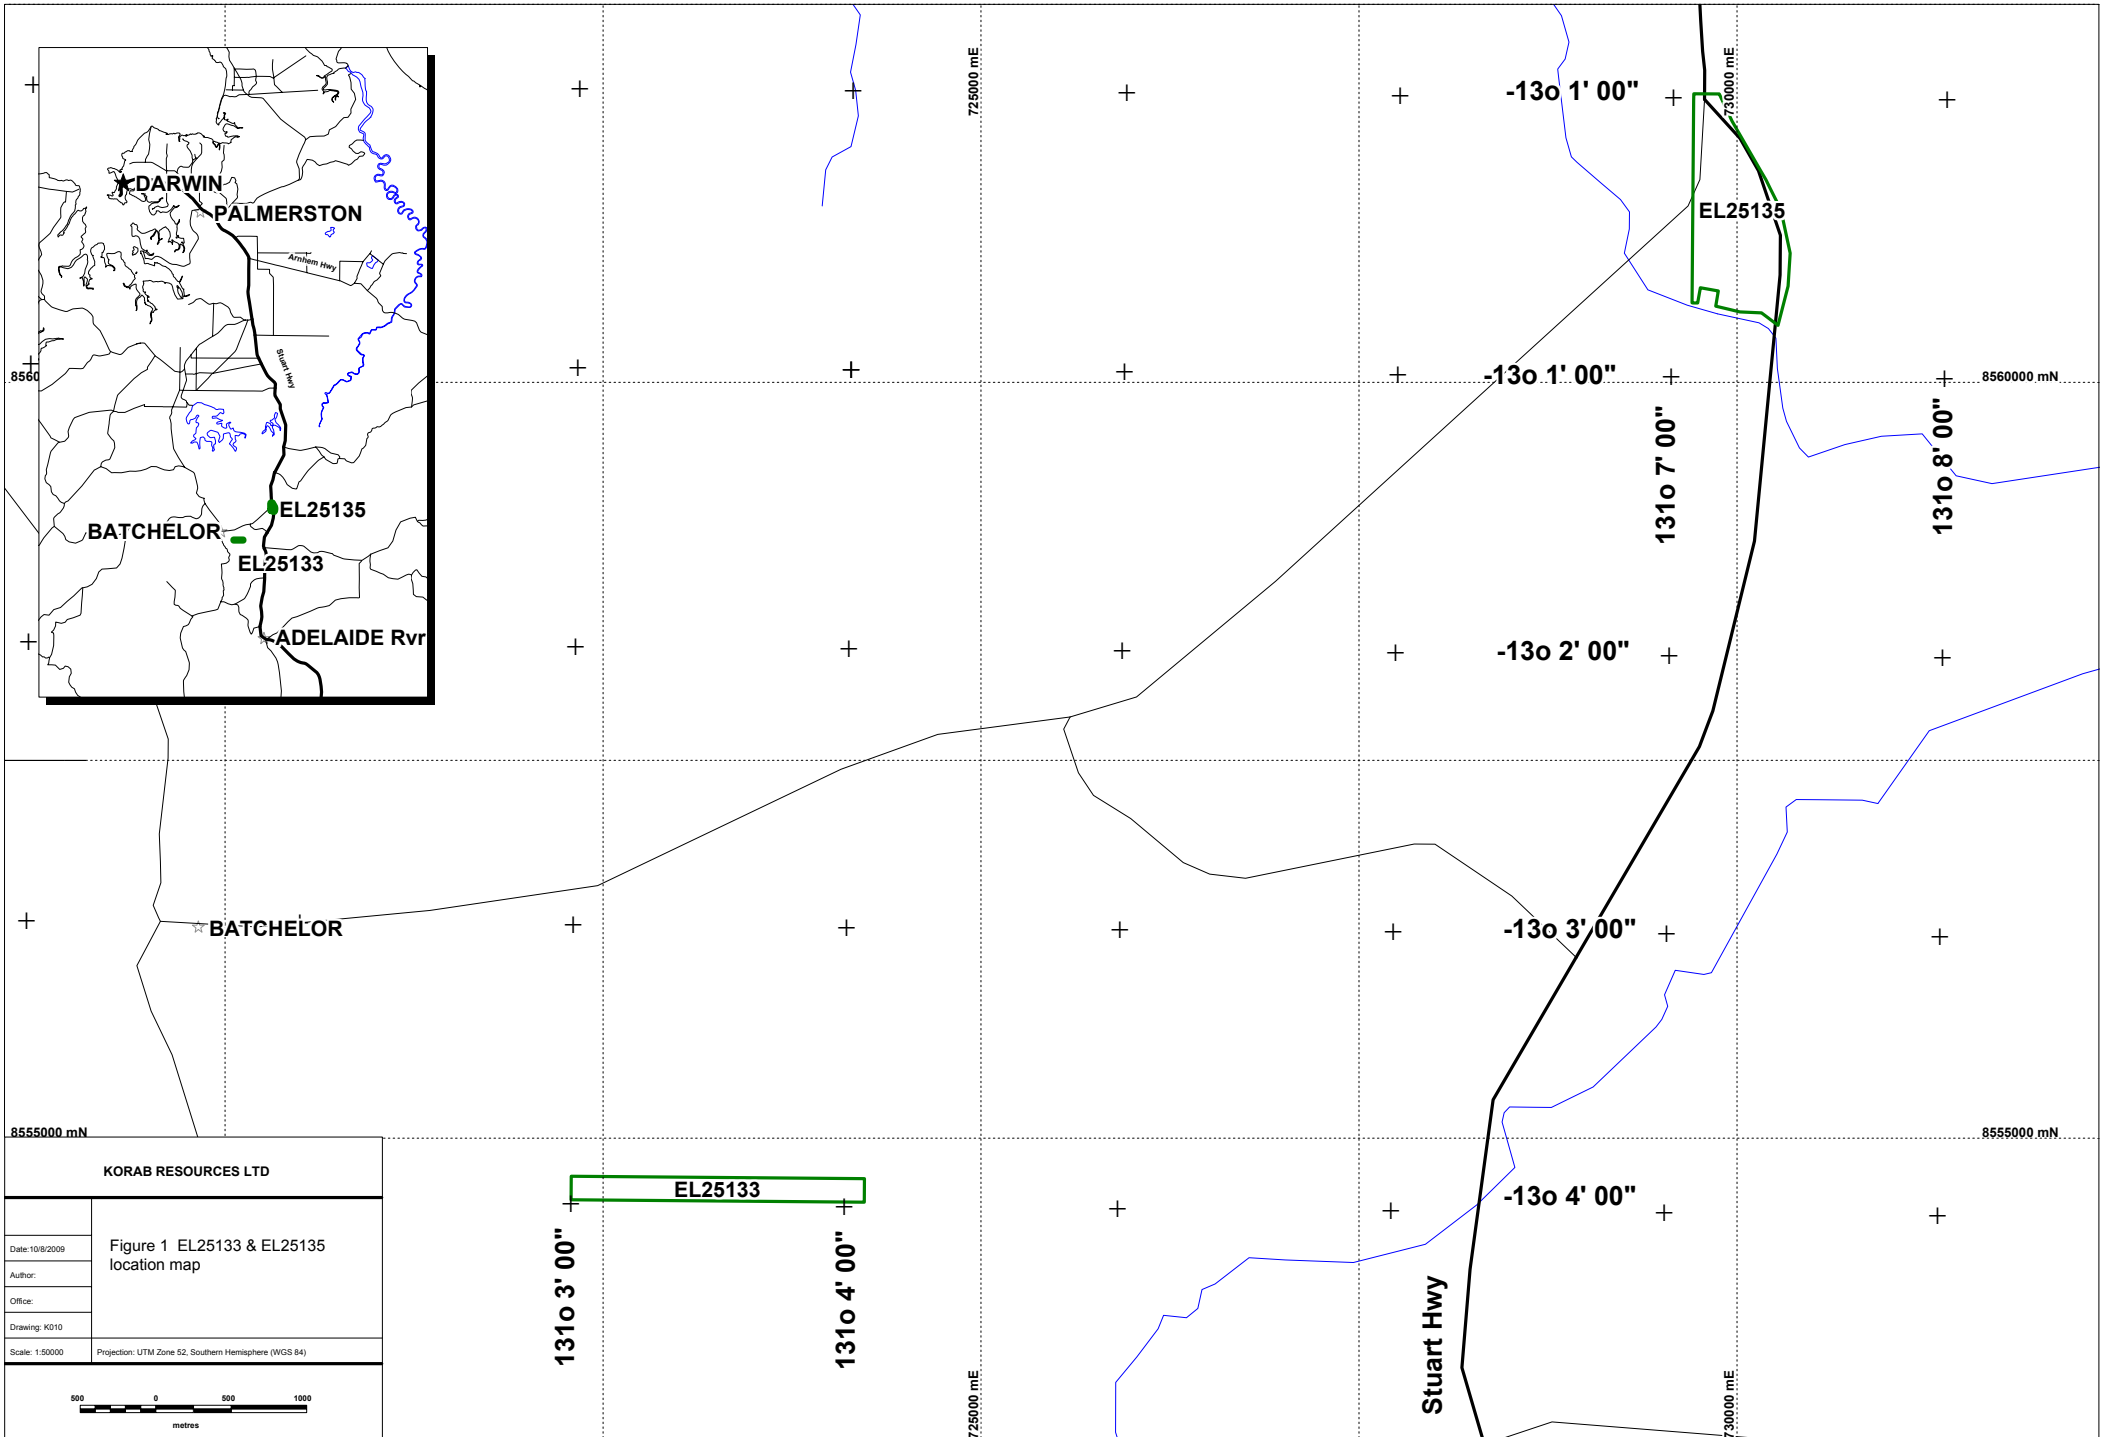 725000 mE
730000 mE
-13o 1' 00"
EL25135
DARWIN
PALMERSTON
Arnhem Hwy
Stuart Hwy
EL25135
BATCHELOR
EL25133
ADELAIDE Rvr
8560
-13o 1' 00"
8560000 mN
131o 7' 00"
131o 8' 00"
-13o 2' 00"
-13o 3' 00"
BATCHELOR
8555000 mN
8555000 mN
EL25133
-13o 4' 00"
131o 3' 00"
131o 4' 00"
Stuart Hwy
725000 mE
730000 mE
KORAB RESOURCES LTD
Figure 1 EL25133 & EL25135
location map
Date:10/8/2009
Author:
Office:
Drawing: K010
Scale: 1:50000
Projection: UTM Zone 52, Southern Hemisphere (WGS 84)
500 0 500 1000
metres